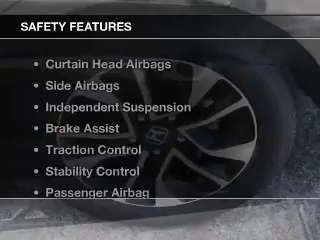 SAFETY FEATURES
• Curtain Head Airbags
• Side Airbags
• Independent Suspension
• Brake Assist
• Traction Control
• Stability Control
• Passenger Airbag